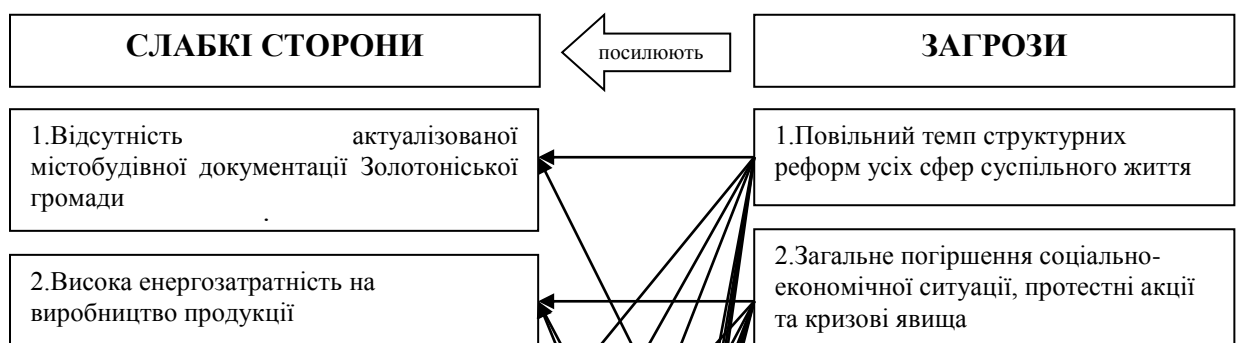 СЛАБКІ СТОРОНИ
посилюють
ЗАГРОЗИ
1.Відсутність актуалізованої
містобудівної документації Золотоніської
громади
.
1.Повільний темп структурних
реформ усіх сфер суспільного життя
2.Висока енергозатратність на
виробництво продукції
2.Загальне погіршення соціально-
економічної ситуації, протестні акції
та кризові явища